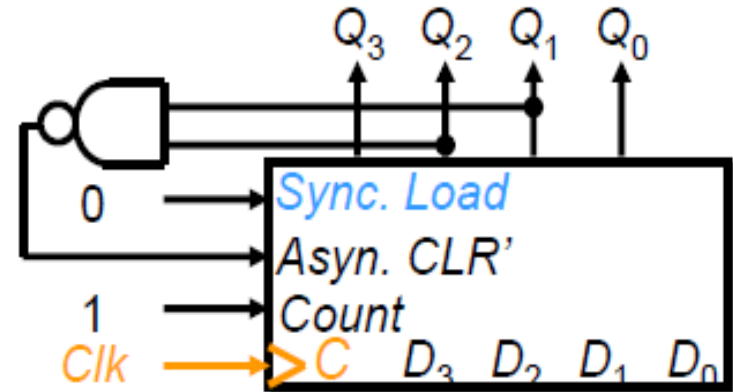 Q3 Q2 Q1 Q0
0 Sync. Load
Asyn. CLR’
1 Count
Clk C D3 D2 D1 D0